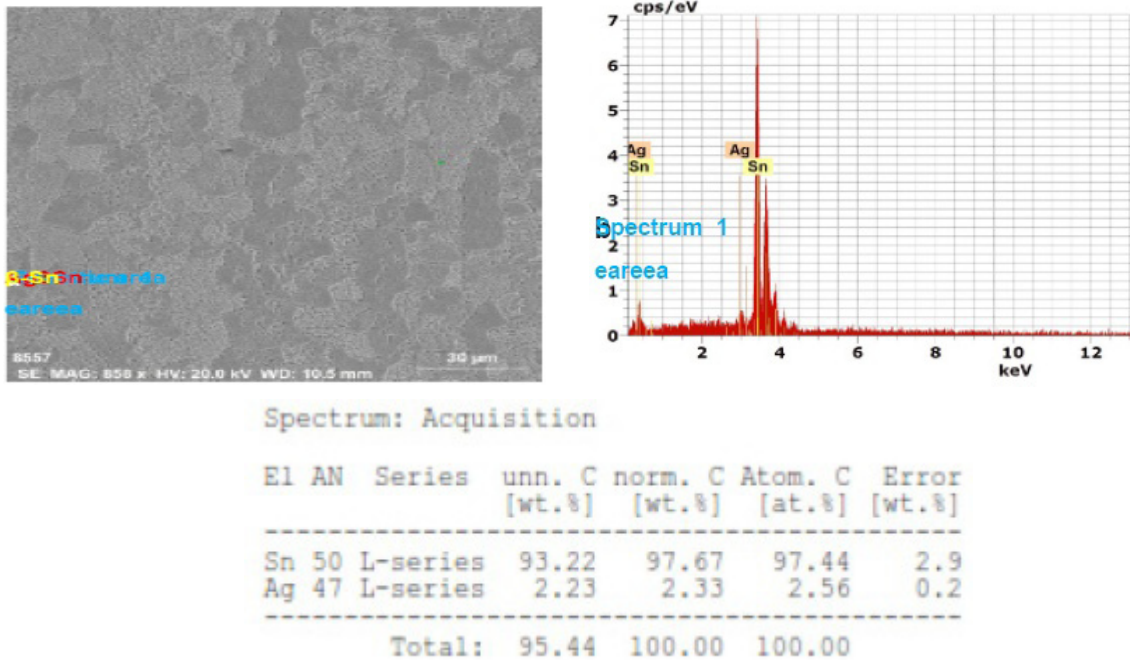 8557
SE MAG: 858 x HV: 20.0 kV WD: 10.5 mm
30 µm
eareea
cps/eV
7
6
5
4
3
2
1
0
Ag
Sn
Ag
Sn
Spectrum 1
eareea
2 4 6 8 10 12
keV
Spectrum: Acquisition
El AN Series unn. C norm. C Atom. C Error
[wt.%] [wt.%] [at.%] [wt.%]
Sn 50 L-series 93.22 97.67 97.44 2.9
Ag 47 L-series 2.23 2.33 2.56 0.2
Total: 95.44 100.00 100.00